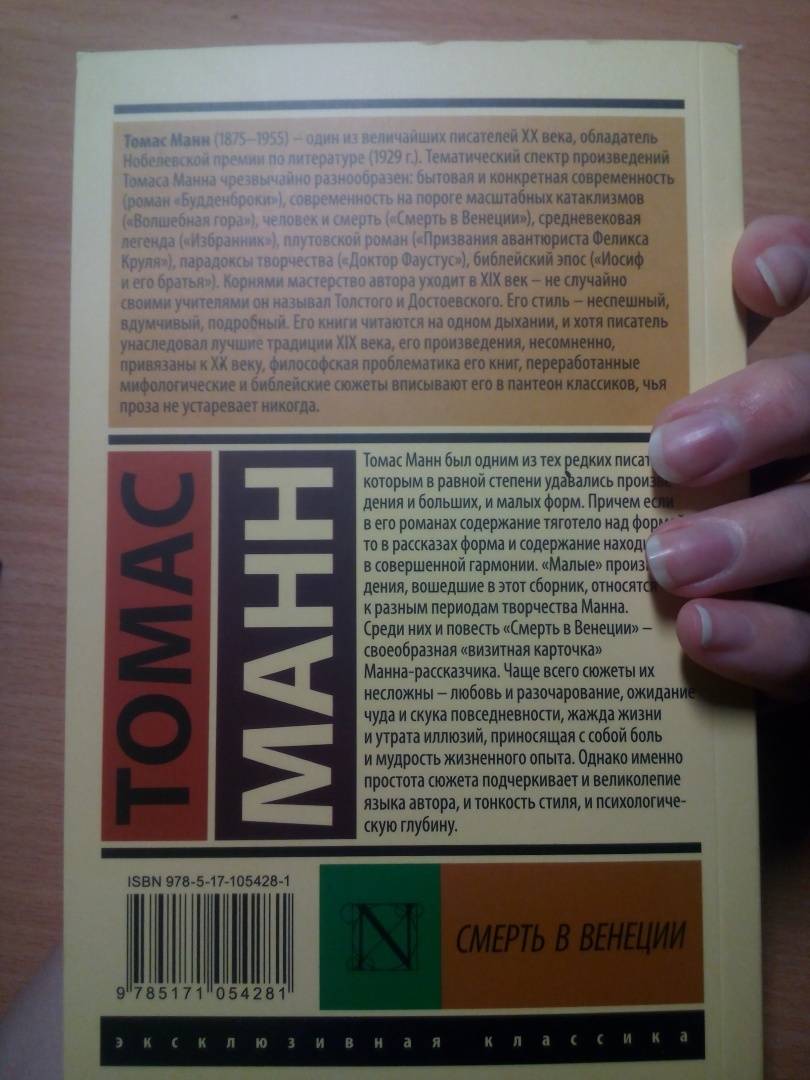 Томас Манн (1875–1955) – один из величайших писателей XX века, обладатель
Нобелевской премии по литературе (1929 г.). Тематический спектр произведений
Томаса Манна чрезвычайно разнообразен: бытовая и конкретная современность
(роман «Будденброки»), современность на пороге масштабных катаклизмов
(«Волшебная гора»), человек и смерть («Смерть в Венеции»), средневековая
легенда («Избранник»), плутовской роман («Призвания авантюриста Феликса
Круля»), парадоксы творчества («Доктор Фаустус»), библейский эпос («Иосиф
и его братья»). Корнями мастерство автора уходит в XIX век – не случайно
своими учителями он называл Толстого и Достоевского. Его стиль – неспешный,
вдумчивый, подробный. Его книги читаются на одном дыхании, и хотя писатель
унаследовал лучшие традиции XIX века, его произведения, несомненно,
привязаны к XX веку, философская проблематика его книг, переработанные
мифологические и библейские сюжеты вписывают его в пантеон классиков, чья
проза не устаревает никогда.
ТОМАС
МАНН
Томас Манн был одним из тех редких
которым в равной степени удавались
дения и больших, и малых форм. Причем если
в его романах содержание тяготело над
то в рассказах форма и содержание
в совершенной гармонии. «Малые»
дения, вошедшие в этот сборник, относятся
к разным периодам творчества Манна.
Среди них и повесть «Смерть в Венеции» –
своеобразная «визитная карточка»
Манна-рассказчика. Чаще всего сюжеты их
несложны – любовь и разочарование, ожидание
чуда и скука повседневности, жажда жизни
и утрата иллюзий, приносящая с собой боль
и мудрость жизненного опыта. Однако именно
простота сюжета подчеркивает и великолепие
языка автора, и тонкость стиля, и психологиче-
скую глубину.
ISBN 978-5-17-105428-1
9 785171 054281
N
СМЕРТЬ В ВЕНЕЦИИ
эксклюзивная классика